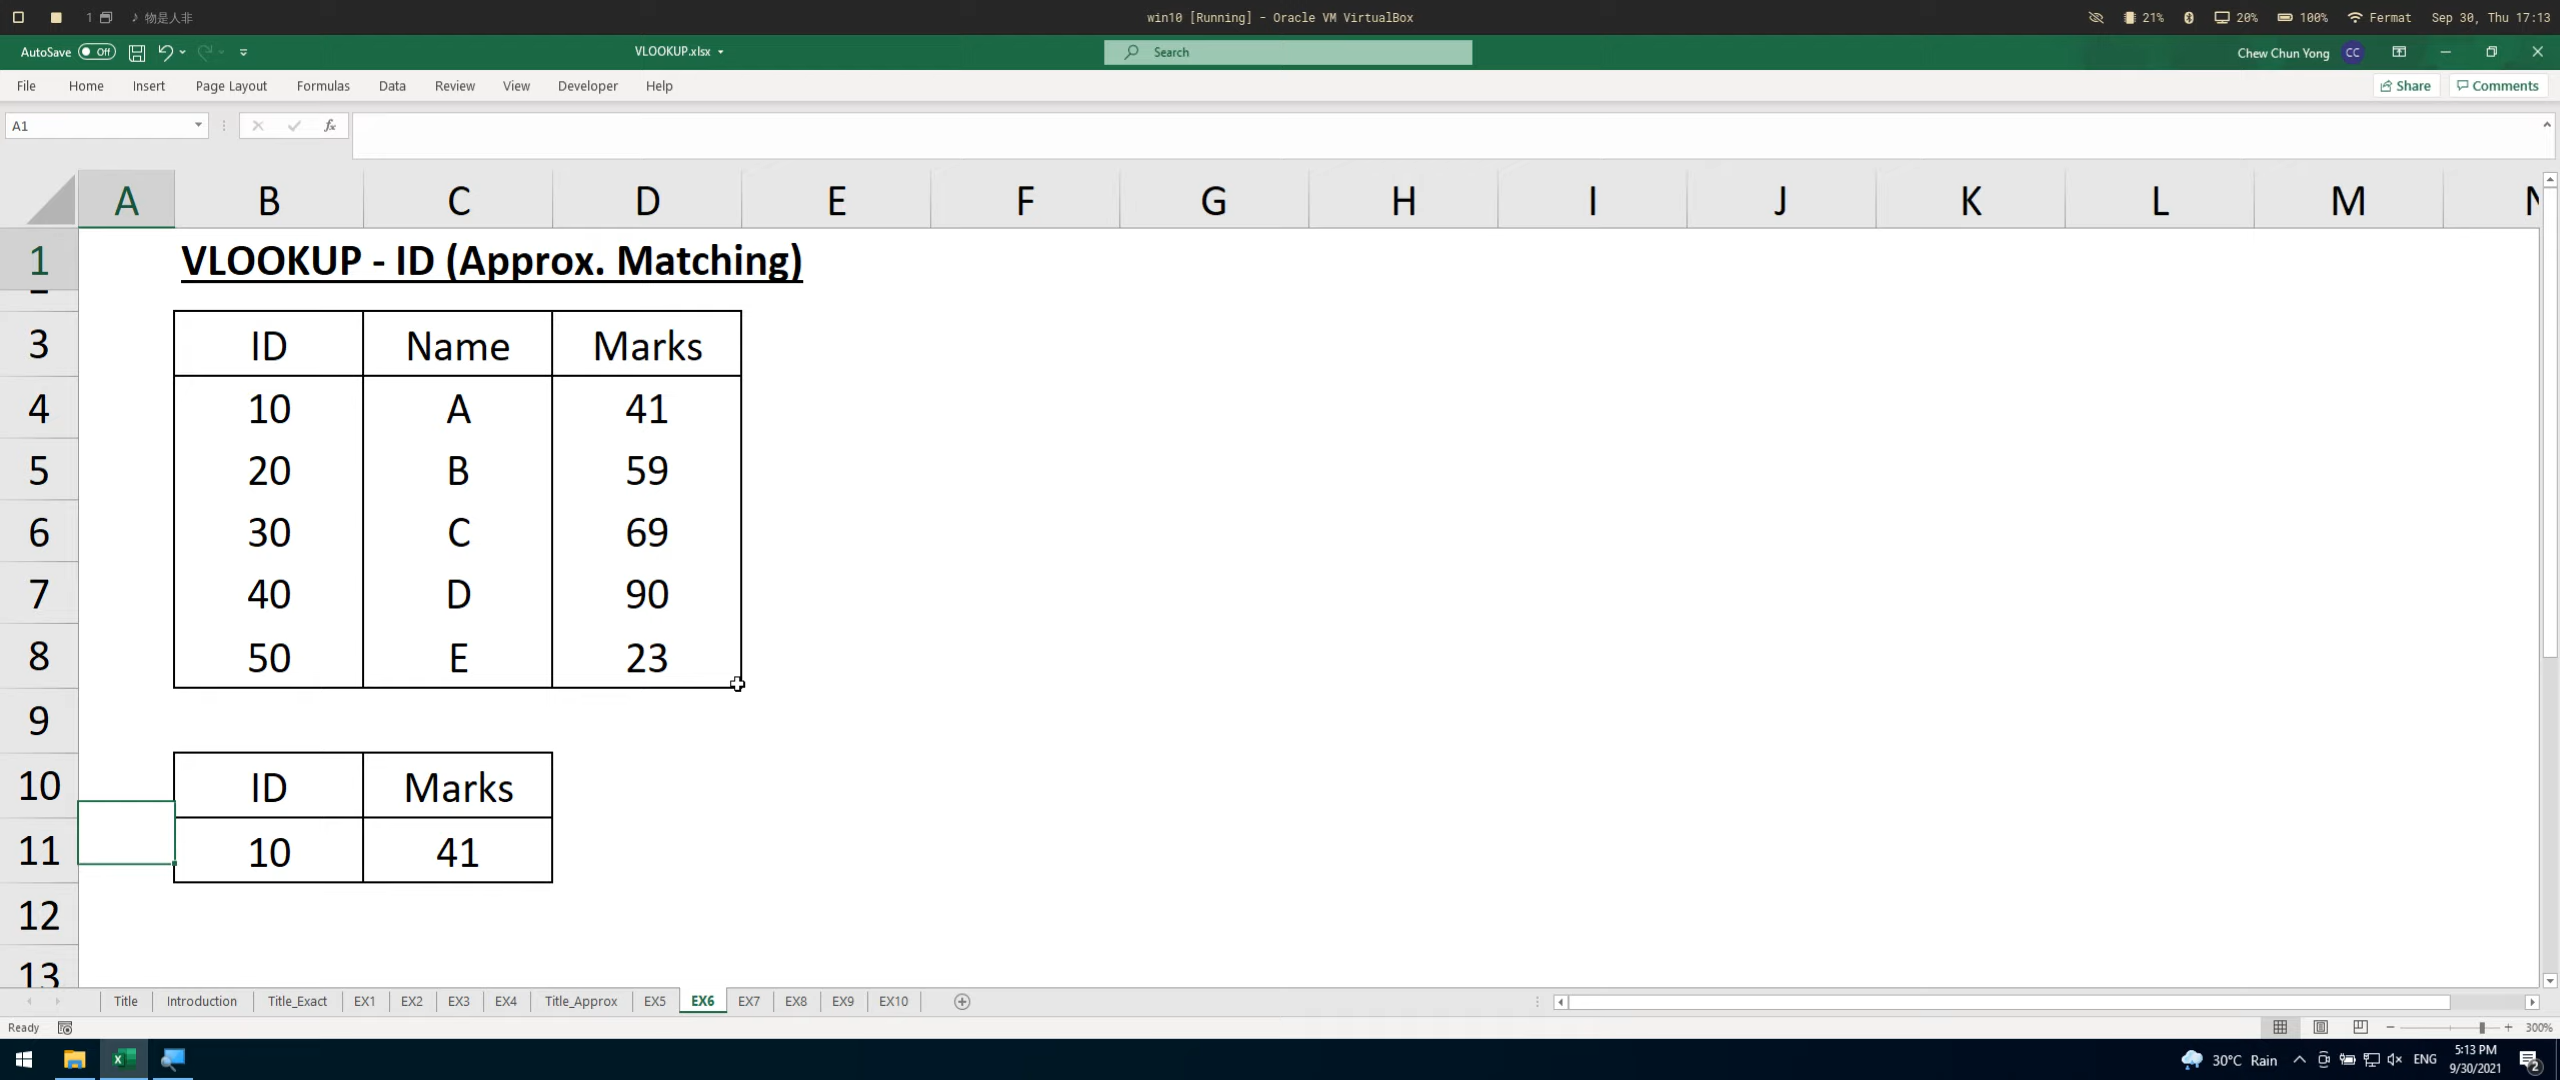 1 ♪ 物是人非 win10 [Running] - Oracle VM VirtualBox 21% 20% 100% Fermat Sep 30, Thu 17:13
AutoSave Off VLOOKUP.xlsx Search Chew Chun Yong CC
File Home Insert Page Layout Formulas Data Review View Developer Help Share Comments
A1 fx
A B C D E F G H I J K L M
1 VLOOKUP - ID (Approx. Matching)
3 ID Name Marks
4 10 A 41
5 20 B 59
6 30 C 69
7 40 D 90
8 50 E 23
9
10 ID Marks
11 10 41
12
13
Title Introduction Title_Exact EX1 EX2 EX3 EX4 Title_Approx EX5 EX6 EX7 EX8 EX9 EX10
Ready 300%
30°C Rain ENG 5:13 PM
9/30/2021 2